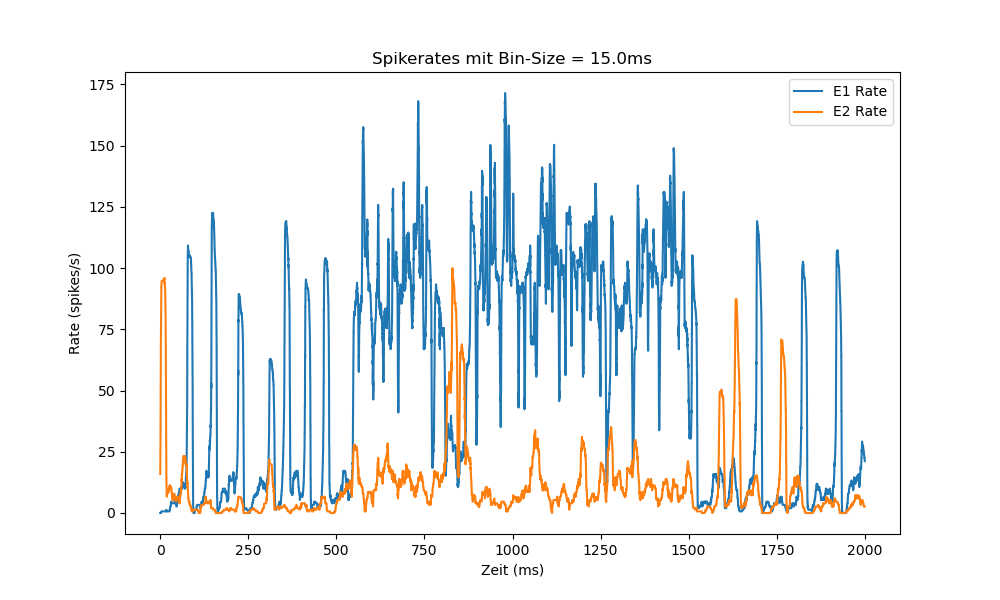 Spikerates mit Bin-Size = 15.0ms
E1 Rate
E2 Rate
175
150
125
100
75
50
25
0
Rate (spikes/s)
0 250 500 750 1000 1250 1500 1750 2000
Zeit (ms)